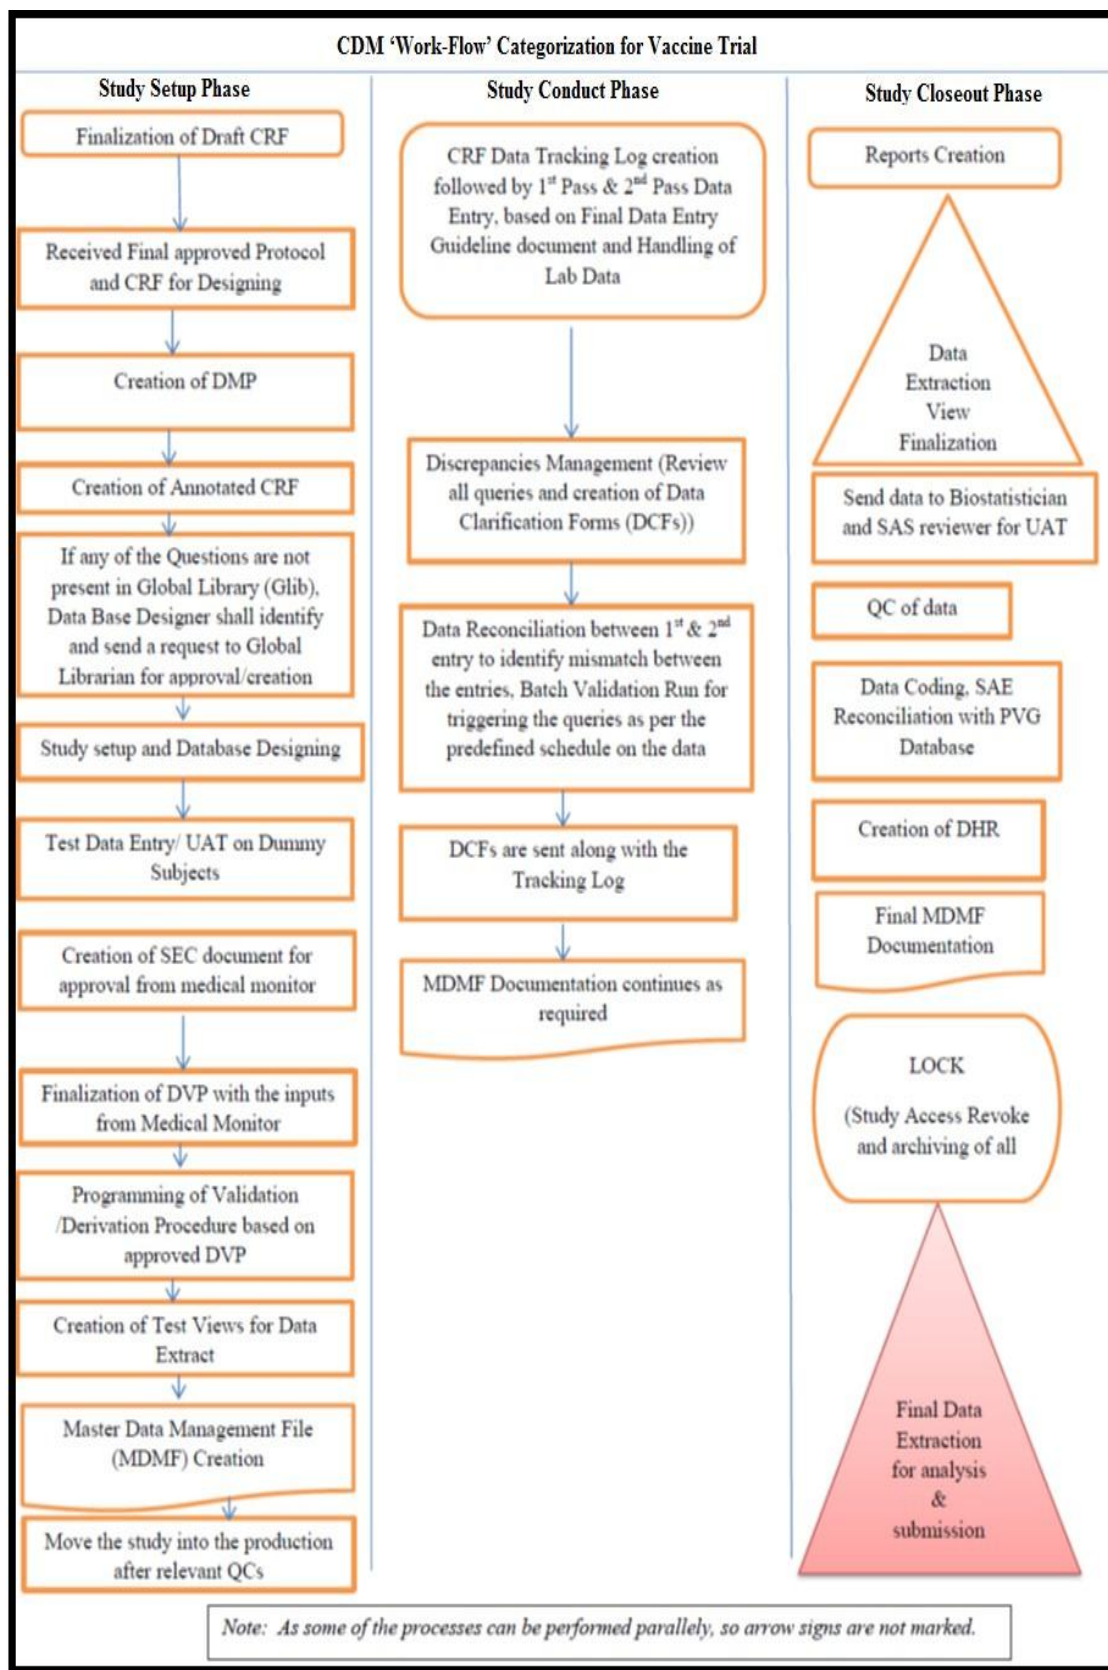 CDM ‘Work-Flow’ Categorization for Vaccine Trial
Study Setup Phase
Finalization of Draft CRF
Received Final approved Protocol
and CRF for Designing
Creation of DMP
Creation of Annotated CRF
If any of the Questions are not
present in Global Library (Glib),
Data Base Designer shall identify
and send a request to Global
Librarian for approval/creation
Study setup and Database Designing
Test Data Entry/ UAT on Dummy
Subjects
Creation of SEC document for
approval from medical monitor
Finalization of DVP with the inputs
from Medical Monitor
Programming of Validation
/Derivation Procedure based on
approved DVP
Creation of Test Views for Data
Extract
Master Data Management File
(MDMF) Creation
Move the study into the production
after relevant QCs
Study Conduct Phase
CRF Data Tracking Log creation
followed by 1st Pass & 2nd Pass Data
Entry, based on Final Data Entry
Guideline document and Handling of
Lab Data
Discrepancies Management (Review
all queries and creation of Data
Clarification Forms (DCFs))
Data Reconciliation between 1st & 2nd
entry to identify mismatch between
the entries, Batch Validation Run for
triggering the queries as per the
predefined schedule on the data
DCFs are sent along with the
Tracking Log
MDMF Documentation continues as
required
Study Closeout Phase
Reports Creation
Data
Extraction
View
Finalization
Send data to Biostatistician
and SAS reviewer for UAT
QC of data
Data Coding, SAE
Reconciliation with PVG
Database
Creation of DHR
Final MDMF
Documentation
LOCK
(Study Access Revoke
and archiving of all
Final Data
Extraction
for analysis
&
submission
Note: As some of the processes can be performed parallely, so arrow signs are not marked.